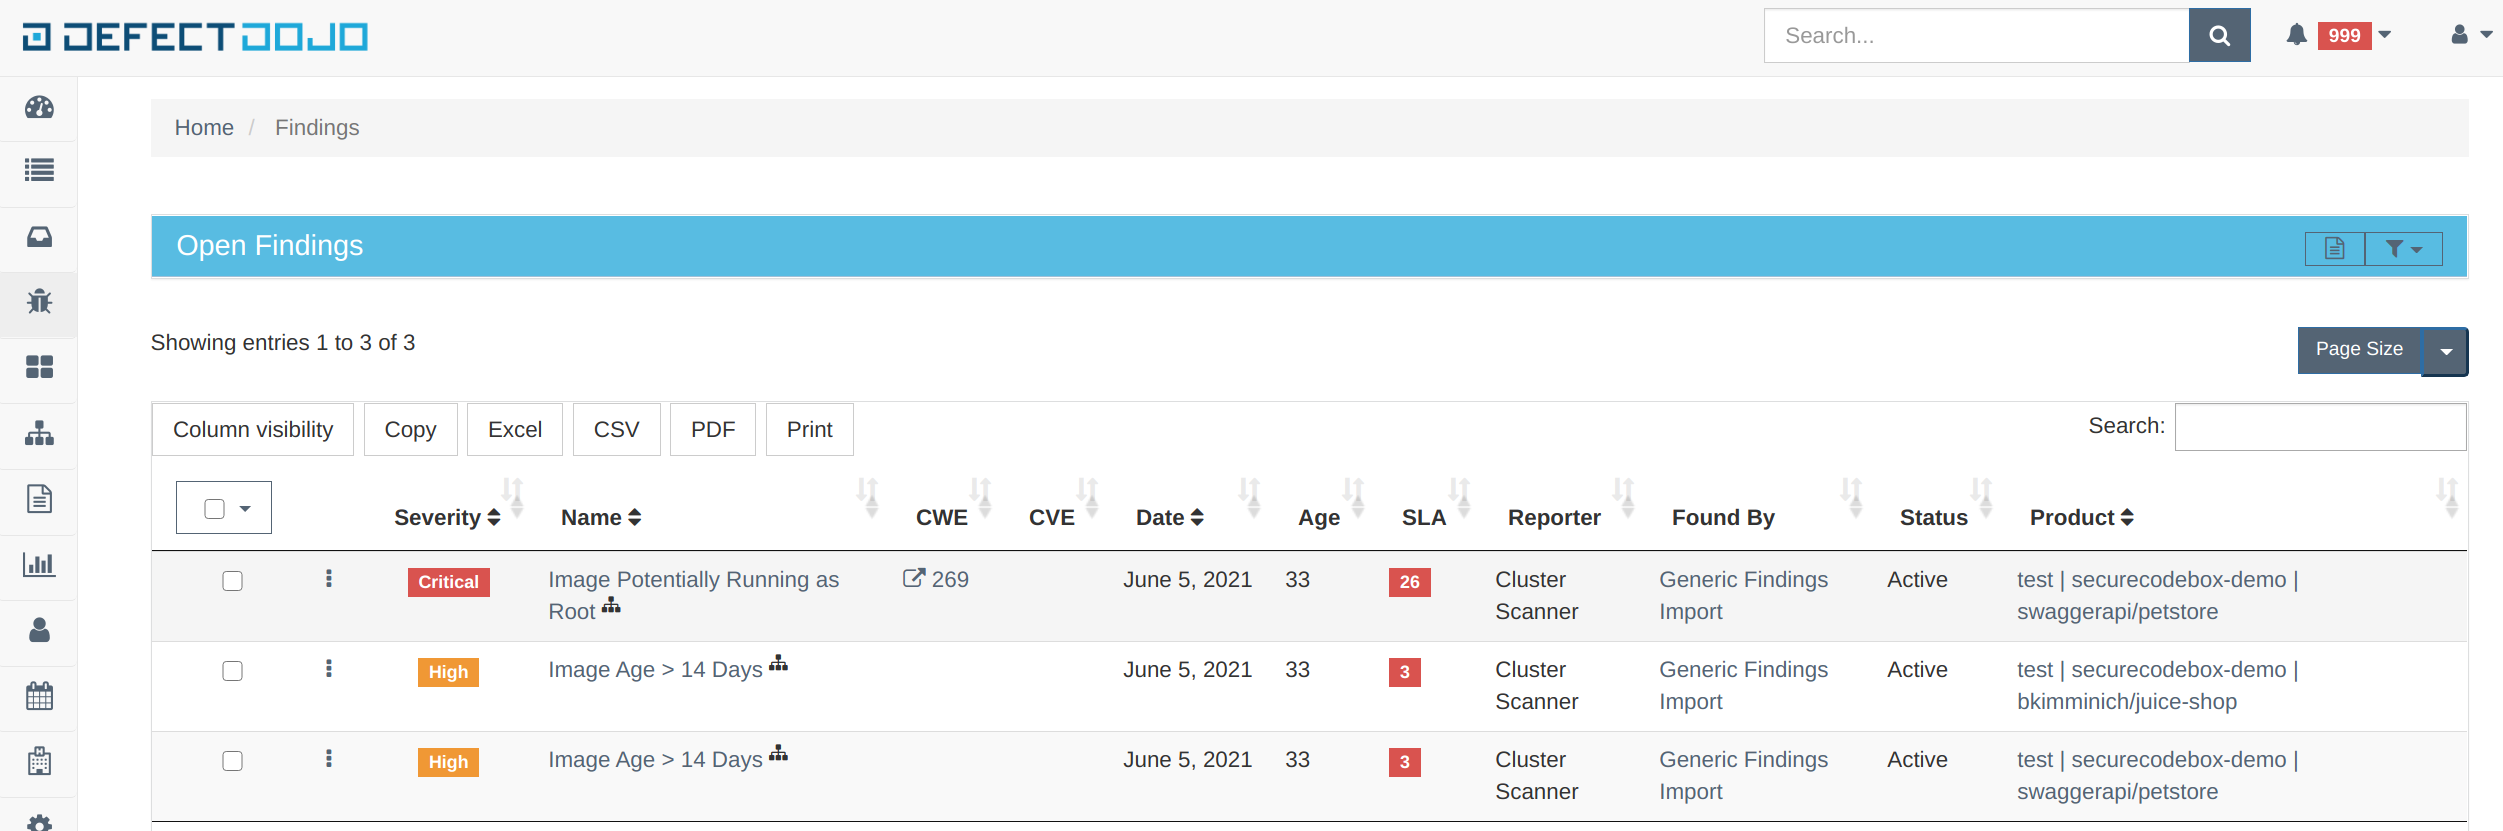 DEFECTDOJO
Search...
999
Home / Findings
Open Findings
Showing entries 1 to 3 of 3
Page Size
Column visibility Copy Excel CSV PDF Print Search:
Severity Name CWE CVE Date Age SLA Reporter Found By Status Product
Critical Image Potentially Running as 269 June 5, 2021 33 26 Cluster Generic Findings Active test | securecodebox-demo |
Root Scanner Import swaggerapi/petstore
High Image Age > 14 Days June 5, 2021 33 3 Cluster Generic Findings Active test | securecodebox-demo |
Scanner Import bkimminich/juice-shop
High Image Age > 14 Days June 5, 2021 33 3 Cluster Generic Findings Active test | securecodebox-demo |
Scanner Import swaggerapi/petstore